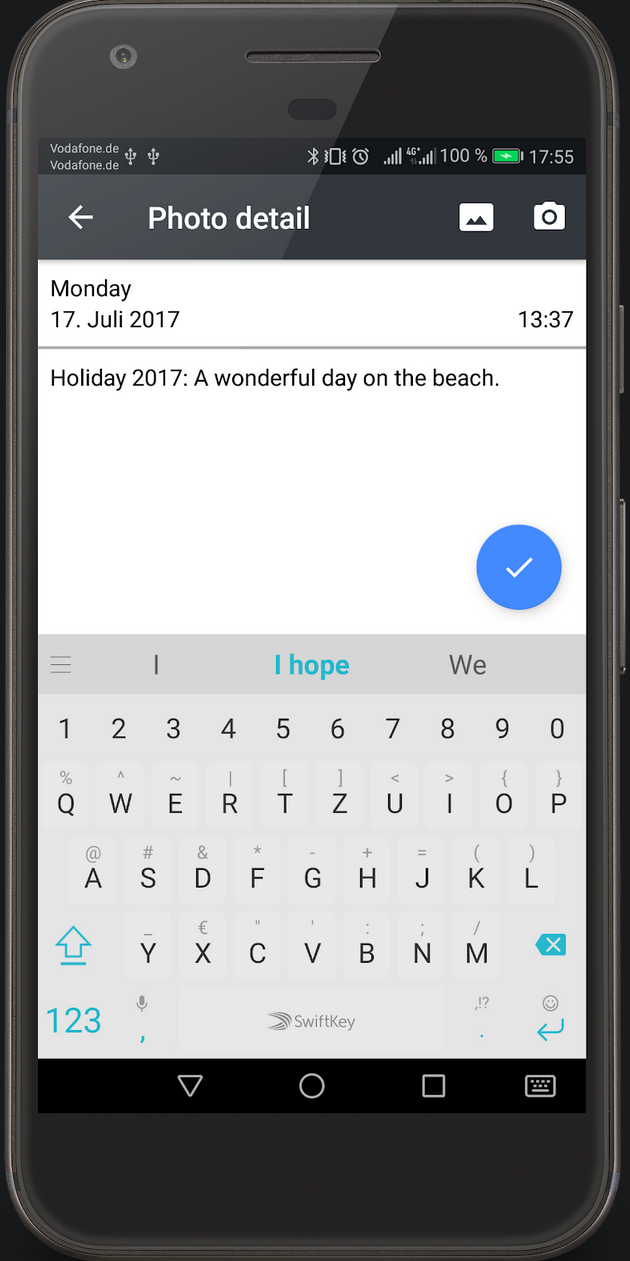 Vodafone.de
Vodafone.de
4G+ 100 % 17:55
Photo detail
Monday
17. Juli 2017 13:37
Holiday 2017: A wonderful day on the beach.
I I hope We
1 2 3 4 5 6 7 8 9 0
% ^ ~ | [ ] < > { }
Q W E R T Z U I O P
@ # & * - + = ( )
A S D F G H J K L
_ € " ' : ; /
Y X C V B N M
123 , SwiftKey ,!? .